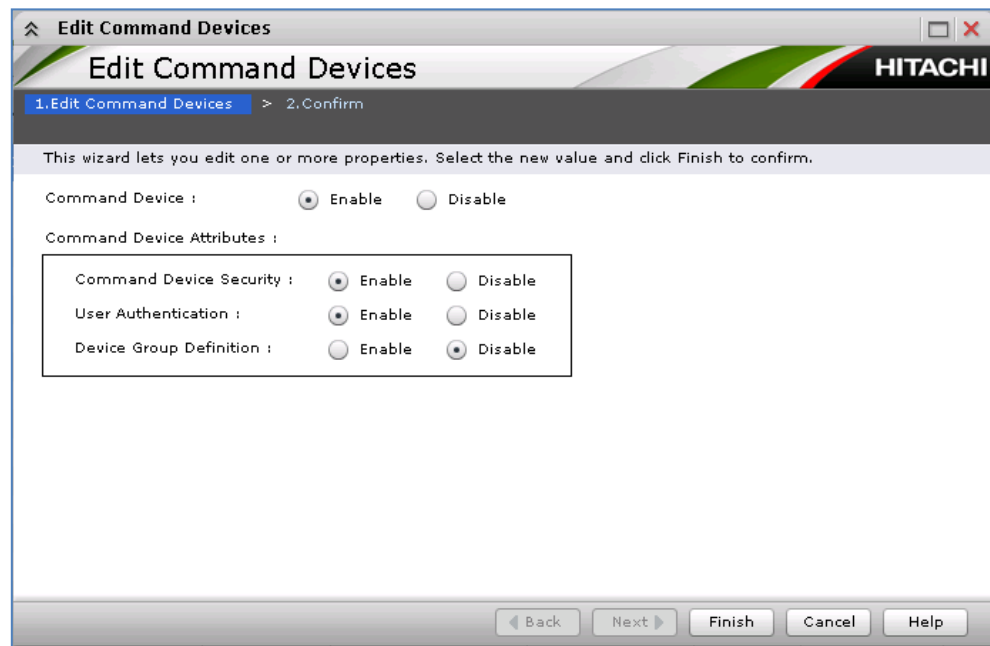 Edit Command Devices
Edit Command Devices HITACHI
1.Edit Command Devices > 2.Confirm
This wizard lets you edit one or more properties. Select the new value and click Finish to confirm.
Command Device : Enable Disable
Command Device Attributes :
Command Device Security : Enable Disable
User Authentication : Enable Disable
Device Group Definition : Enable Disable
Back Next Finish Cancel Help